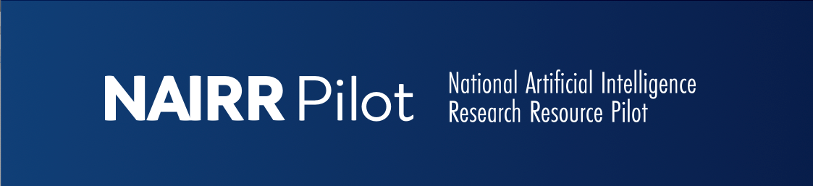 NAIRR Pilot
National Artificial Intelligence
Research Resource Pilot